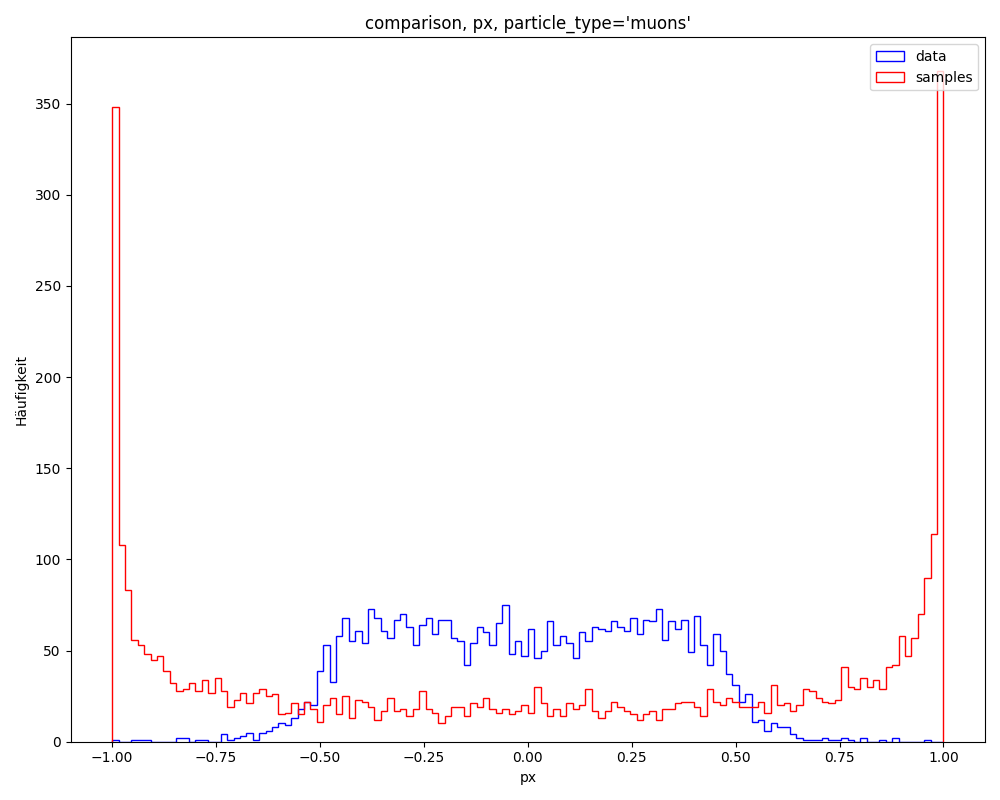 comparison, px, particle_type='muons'
data
samples
Häufigkeit
350
300
250
200
150
100
50
0
−1.00 −0.75 −0.50 −0.25 0.00 0.25 0.50 0.75 1.00
px